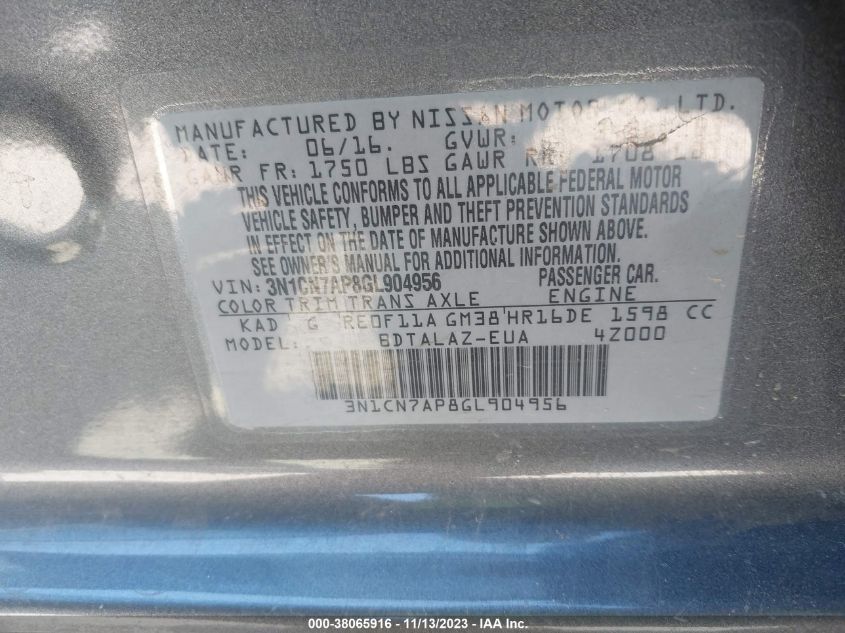 MANUFACTURED BY NISSAN MOTOR CO., LTD.
DATE: 06/16. GVWR:
GAWR FR: 1750 LBS GAWR RR: 1708
THIS VEHICLE CONFORMS TO ALL APPLICABLE FEDERAL MOTOR
VEHICLE SAFETY, BUMPER AND THEFT PREVENTION STANDARDS
IN EFFECT ON THE DATE OF MANUFACTURE SHOWN ABOVE.
SEE OWNER'S MANUAL FOR ADDITIONAL INFORMATION.
VIN: 3N1CN7AP8GL904956 PASSENGER CAR.
COLOR TRIM TRANS AXLE ENGINE
KAD G RE0F11A GM38 HR16DE 1598 CC
MODEL: BDTALAZ-EUA 4Z000
3N1CN7AP8GL904956
000-38065916 - 11/13/2023 - IAA Inc.